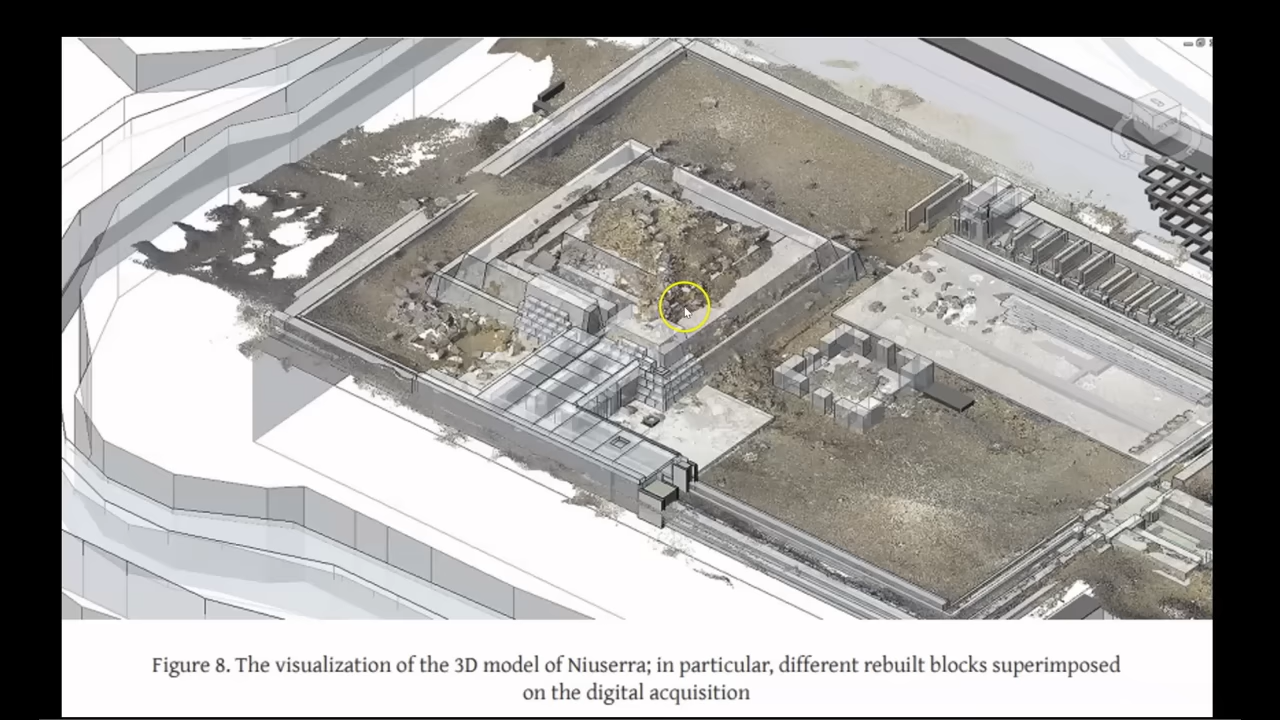 Figure 8. The visualization of the 3D model of Niuserra; in particular, different rebuilt blocks superimposed
on the digital acquisition